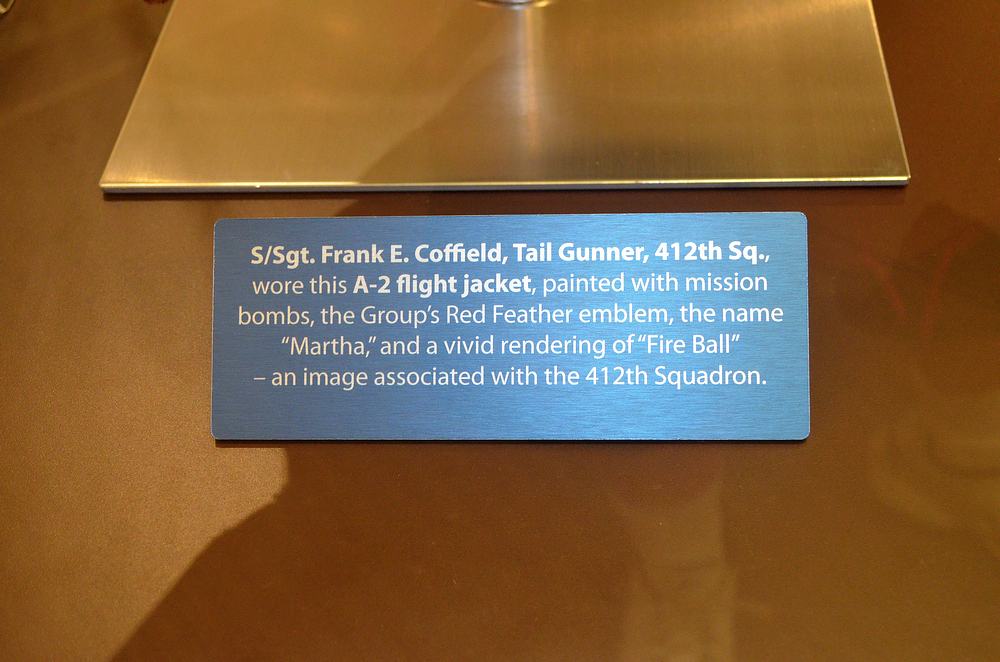 S/Sgt. Frank E. Coffield, Tail Gunner, 412th Sq.,
wore this A-2 flight jacket, painted with mission
bombs, the Group’s Red Feather emblem, the name
“Martha,” and a vivid rendering of “Fire Ball”
– an image associated with the 412th Squadron.